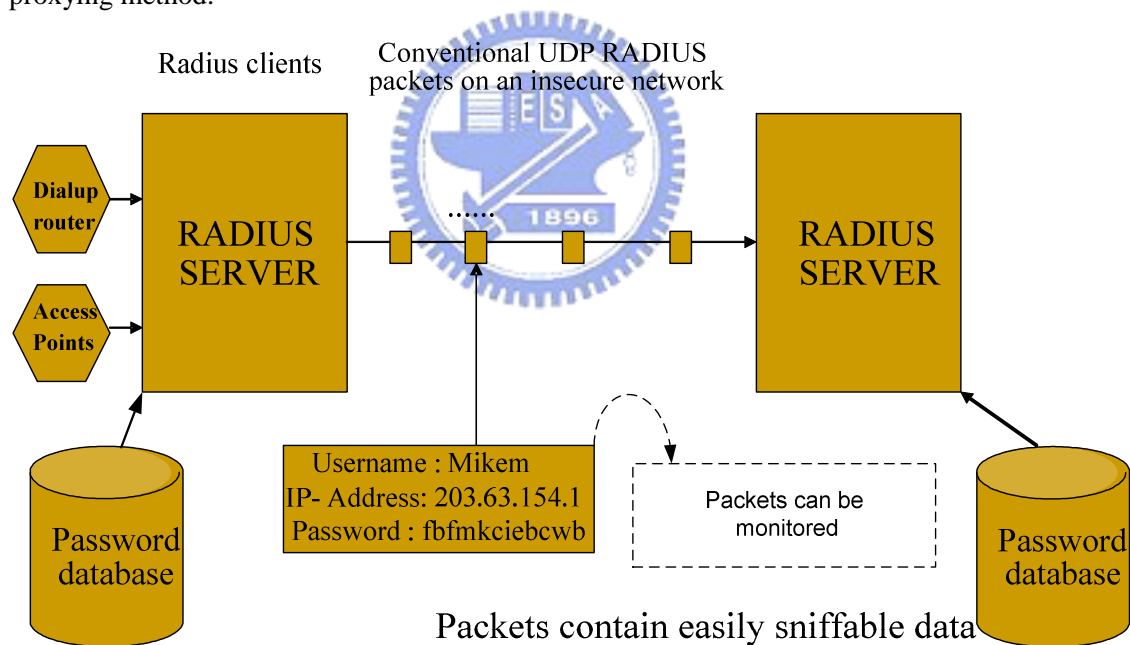 proxying method.
Radius clients
Conventional UDP RADIUS
packets on an insecure network
ES
A
1896
Dialup
router
RADIUS
SERVER
......
RADIUS
SERVER
Access
Points
Username : Mikem
IP- Address: 203.63.154.1
Password : fbfmkciebcwb
Packets can be
monitored
Password
database
Password
database
Packets contain easily sniffable data